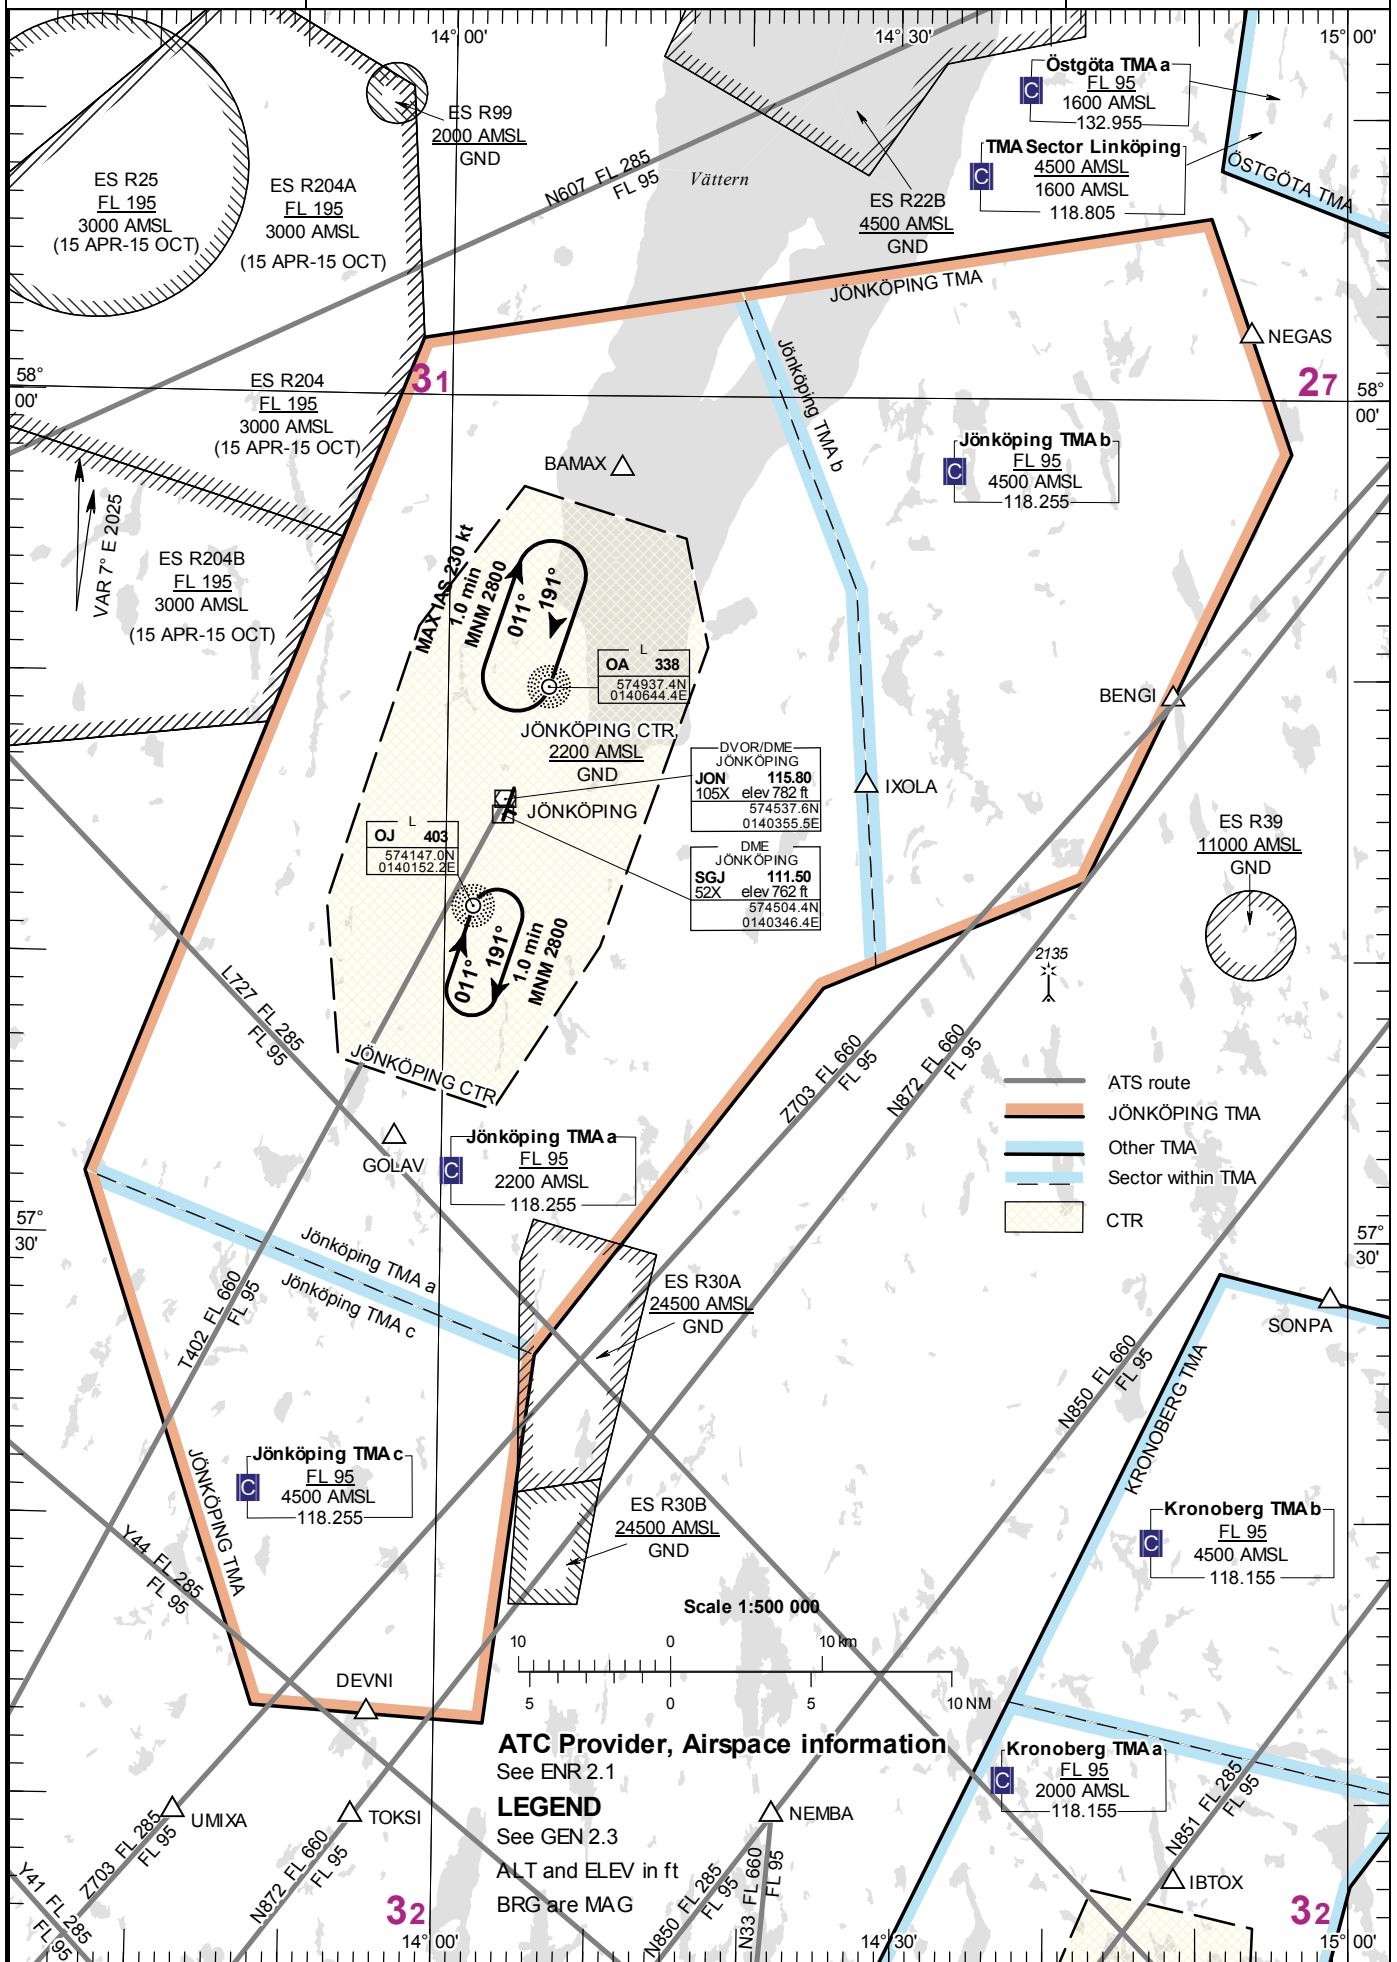 14° 00'
14° 30'
15° 00'
Östgöta TMA a
C
FL 95
1600 AMSL
132.955
TMA Sector Linköping
C
4500 AMSL
1600 AMSL
118.805
ÖSTGÖTA TMA
ES R99
2000 AMSL
GND
ES R25
FL 195
3000 AMSL
(15 APR-15 OCT)
ES R204A
FL 195
3000 AMSL
(15 APR-15 OCT)
N607 FL 285
FL 95
Vättern
ES R22B
4500 AMSL
GND
JÖNKÖPING TMA
NEGAS
58°
00'
31
27
58°
00'
ES R204
FL 195
3000 AMSL
(15 APR-15 OCT)
Jönköping TMA b
Jönköping TMA b
C
FL 95
4500 AMSL
118.255
BAMAX
VAR 7° E 2025
ES R204B
FL 195
3000 AMSL
(15 APR-15 OCT)
MAX IAS 230 kt
1.0 min
MNM 2800
011°
191°
L
OA 338
574937.4N
0140644.4E
JÖNKÖPING CTR
2200 AMSL
GND
BENGI
DVOR/DME
JÖNKÖPING
JON 115.80
105X elev 782 ft
574537.6N
0140355.5E
IXOLA
JÖNKÖPING
L
OJ 403
574147.0N
0140152.2E
DME
JÖNKÖPING
SGJ 111.50
52X elev 762 ft
574504.4N
0140346.4E
ES R39
11000 AMSL
GND
011°
191°
1.0 min
MNM 2800
2135
L727 FL 285
FL 95
JÖNKÖPING CTR
Z703 FL 660
FL 95
N872 FL 660
FL 95
ATS route
JÖNKÖPING TMA
Other TMA
Sector within TMA
CTR
GOLAV
Jönköping TMA a
C
FL 95
2200 AMSL
118.255
57°
30'
57°
30'
Jönköping TMA a
Jönköping TMA c
T402 FL 660
FL 95
ES R30A
24500 AMSL
GND
SONPA
N850 FL 660
FL 95
KRONOBERG TMA
Jönköping TMA c
C
FL 95
4500 AMSL
118.255
JÖNKÖPING TMA
ES R30B
24500 AMSL
GND
Kronoberg TMA b
C
FL 95
4500 AMSL
118.155
Y44 FL 285
FL 95
Scale 1:500 000
10 0 10 km
5 0 5 10 NM
DEVNI
ATC Provider, Airspace information
See ENR 2.1
LEGEND
See GEN 2.3
ALT and ELEV in ft
BRG are MAG
Kronoberg TMA a
C
FL 95
2000 AMSL
118.155
UMIXA
TOKSI
NEMBA
IBTOX
Z703 FL 285
FL 95
N872 FL 660
FL 95
N850 FL 285
FL 95
N33 FL 660
FL 95
N851 FL 285
FL 95
Y41 FL 285
FL 95
32
32
14° 00'
14° 30'
15° 00'